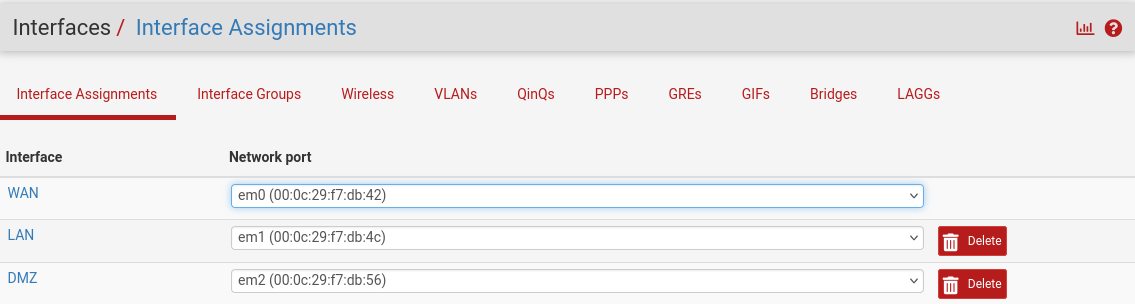 Interfaces / Interface Assignments
Interface Assignments Interface Groups Wireless VLANs QinQs PPPs GREs GIFs Bridges LAGGs
Interface Network port
WAN em0 (00:0c:29:f7:db:42)
LAN em1 (00:0c:29:f7:db:4c) Delete
DMZ em2 (00:0c:29:f7:db:56) Delete